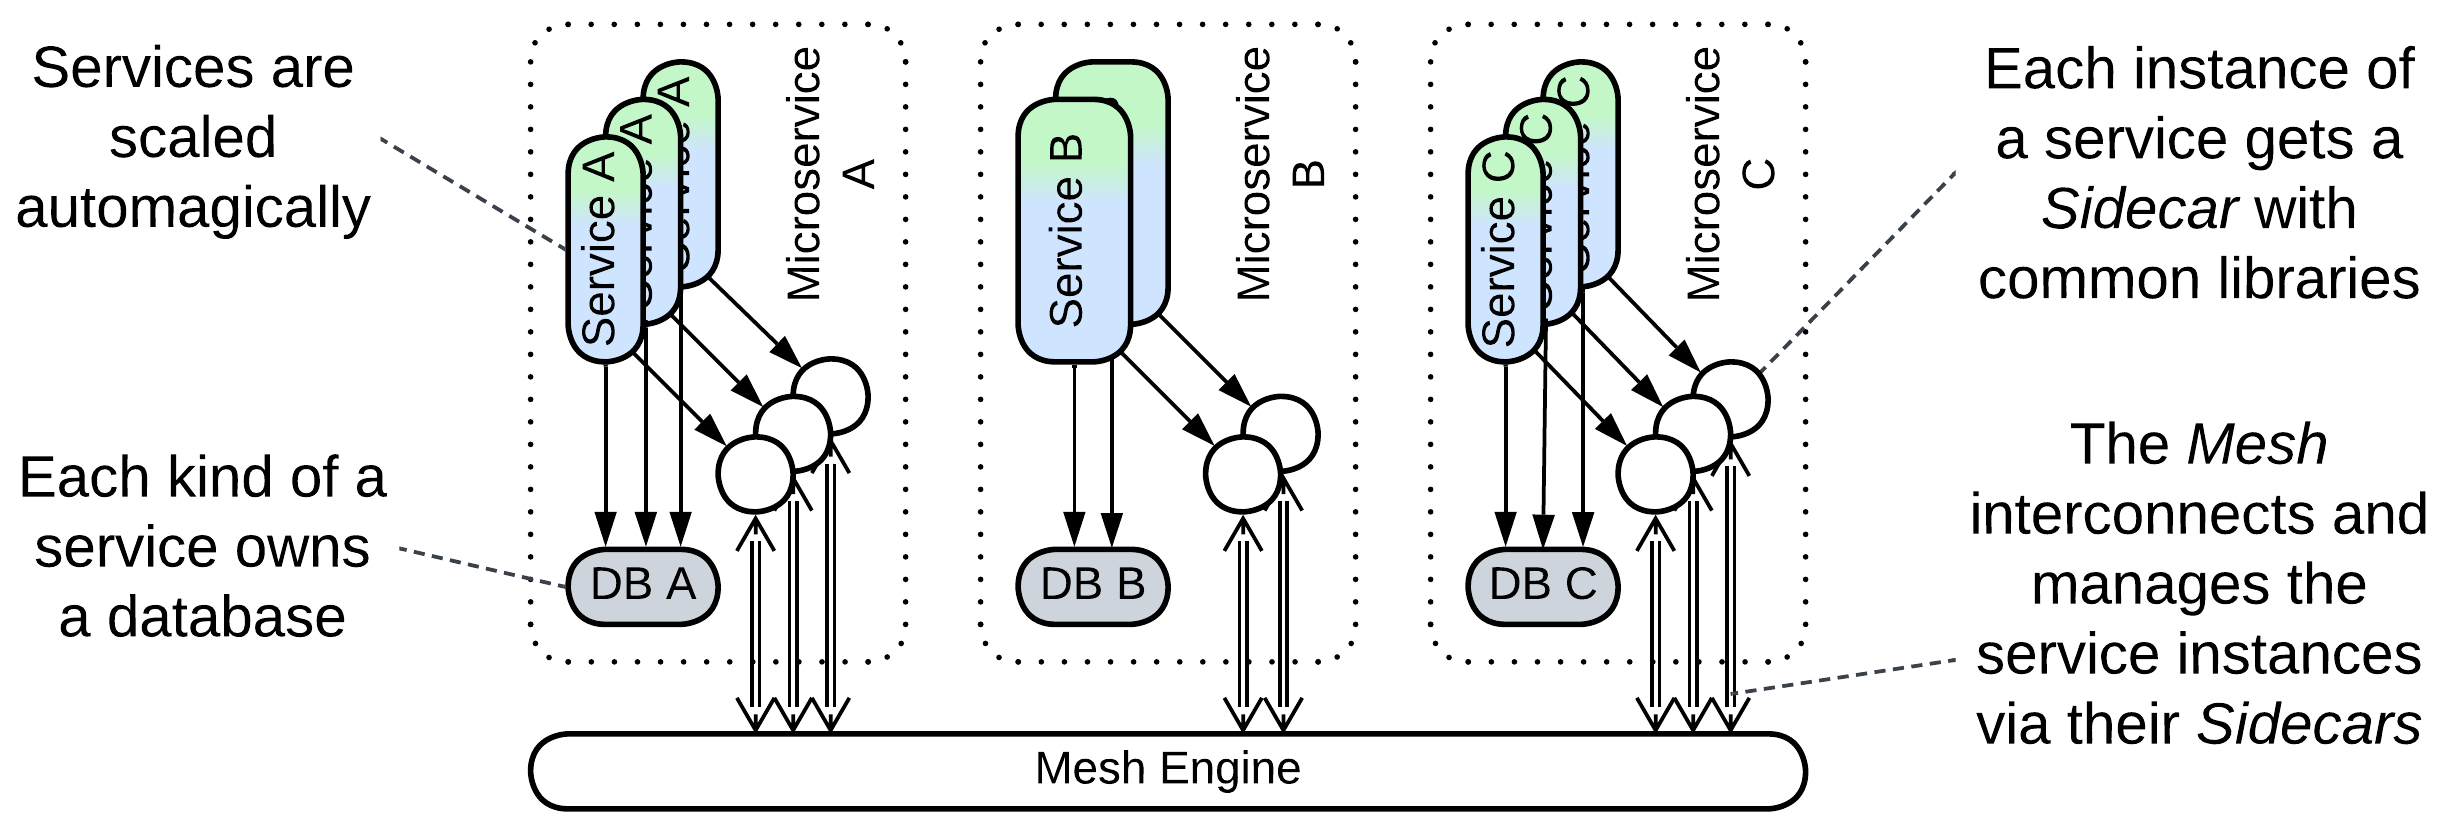 Services are
scaled
automagically
Each kind of a
service owns
a database
Service A
Service A
Service A
Microservice
A
DB A
Service B
Microservice
B
DB B
Service C
Service C
Service C
Microservice
C
DB C
Mesh Engine
Each instance of
a service gets a
Sidecar with
common libraries
The Mesh
interconnects and
manages the
service instances
via their Sidecars